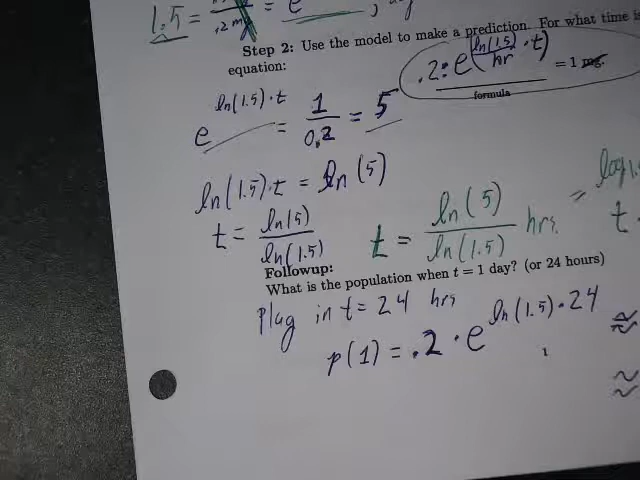 1.5 = = e
.2 mg
Step 2: Use the model to make a prediction. For what time is
equation:
.2 · e^(ln(1.5)/hr · t) = 1 mg.
formula
e^ln(1.5)·t = 1/0.2 = 5
ln(1.5)·t = ln(5)
t = ln(5)/ln(1.5)
t = ln(5)/ln(1.5) hrs.
= log1.
t
Followup:
What is the population when t = 1 day? (or 24 hours)
Plug in t = 24 hrs
p(1) = .2 · e^ln(1.5)·24
≈
≈